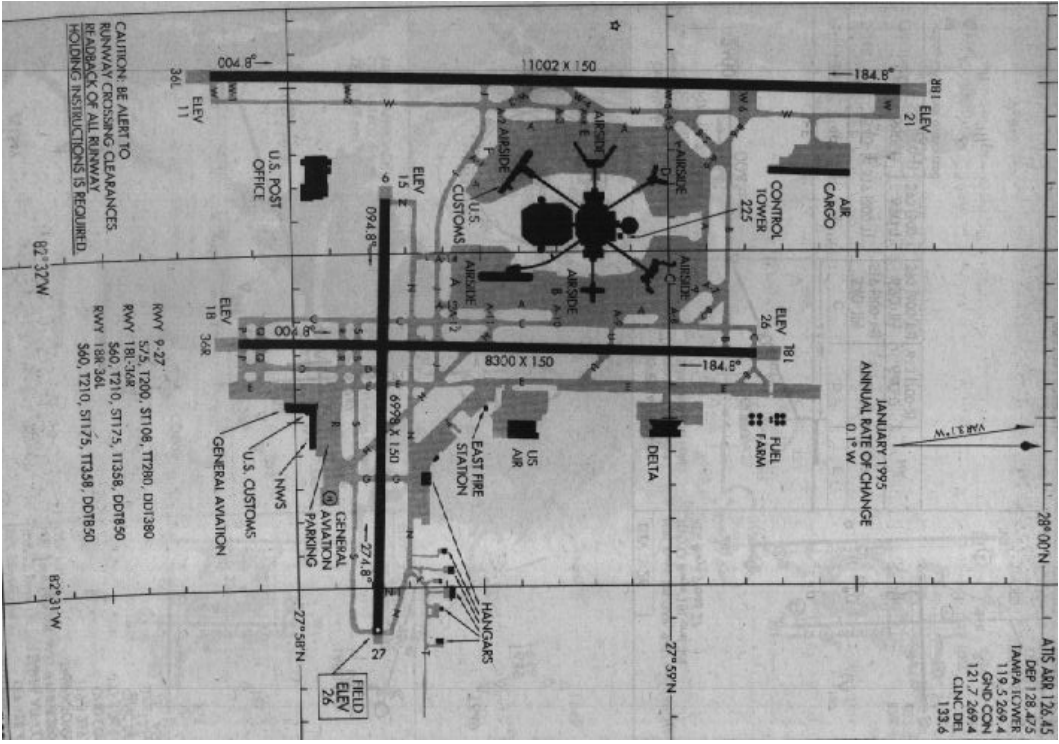 ATIS ARR 126.45
DEP 128.475
TAMPA TOWER
119.5 269.4
GND CON
121.7 269.4
CLNC DEL
133.6
28°00'N
VAR 3.1°W
JANUARY 1995
ANNUAL RATE OF CHANGE
0.1°W
ELEV
21
18R
184.8°
11002 X 150
004.8°
36L
ELEV
11
AIR
CARGO
CONTROL
TOWER
225
AIRSIDE
D
AIRSIDE
E
AIRSIDE
F
AIRSIDE
C
AIRSIDE
B
AIRSIDE
A
U.S.
CUSTOMS
U.S. POST
OFFICE
ELEV
26
18L
184.8°
8300 X 150
004.8°
36R
ELEV
18
ELEV
15
9
094.8°
6998 X 150
274.8°
27
FIELD
ELEV
26
27°59'N
27°58'N
FUEL
FARM
DELTA
US
AIR
EAST FIRE
STATION
HANGARS
GENERAL
AVIATION
PARKING
NWS
U.S. CUSTOMS
GENERAL AVIATION
82°32'W
82°31'W
CAUTION: BE ALERT TO
RUNWAY CROSSING CLEARANCES
READBACK OF ALL RUNWAY
HOLDING INSTRUCTIONS IS REQUIRED
RWY 9-27
S75, T200, ST108, TT280, DDT380
RWY 18L-36R
S60, T210, ST175, TT358, DDT850
RWY 18R-36L
S60, T210, ST175, TT358, DDT850